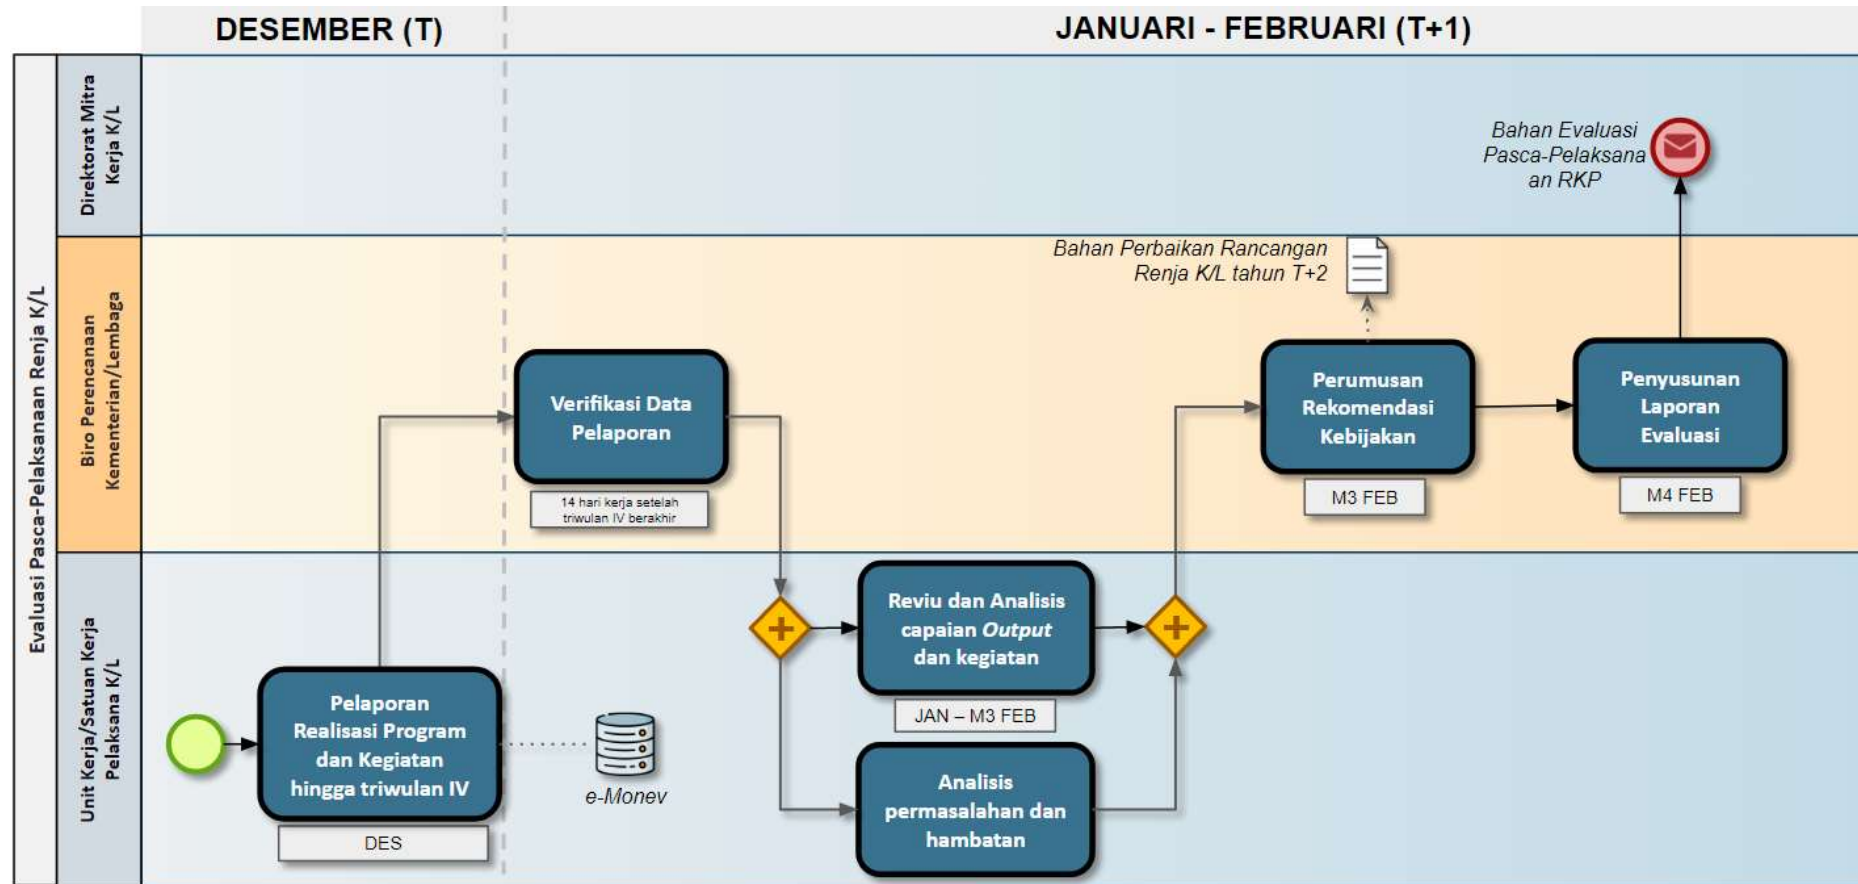 DESEMBER (T)
JANUARI - FEBRUARI (T+1)
Evaluasi Pasca-Pelaksanaan Renja K/L
Direktorat Mitra
Kerja K/L
Bahan Evaluasi
Pasca-Pelaksana
an RKP
Biro Perencanaan
Kementerian/Lembaga
Bahan Perbaikan Rancangan
Renja K/L tahun T+2
Verifikasi Data
Pelaporan
14 hari kerja setelah
triwulan IV berakhir
Perumusan
Rekomendasi
Kebijakan
M3 FEB
Penyusunan
Laporan
Evaluasi
M4 FEB
Unit Kerja/Satuan Kerja
Pelaksana K/L
Pelaporan
Realisasi Program
dan Kegiatan
hingga triwulan IV
DES
e-Monev
Reviu dan Analisis
capaian Output
dan kegiatan
JAN – M3 FEB
Analisis
permasalahan dan
hambatan